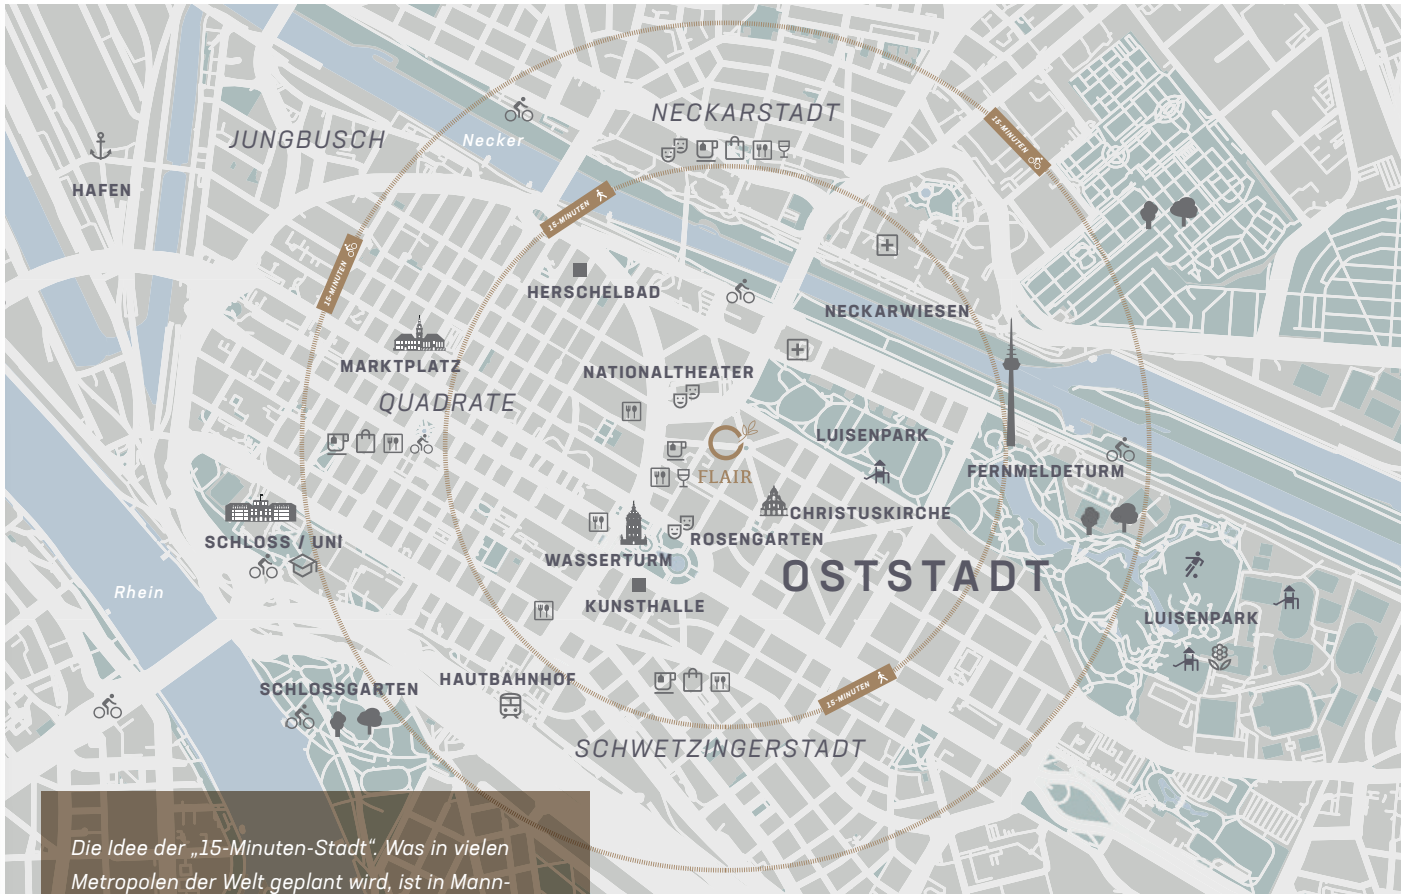 NECKARSTADT
JUNGBUSCH
Necker
15-MINUTEN
HAFEN
15-MINUTEN
15-MINUTEN
HERSCHELBAD
NECKARWIESEN
MARKTPLATZ
NATIONALTHEATER
QUADRATE
LUISENPARK
FLAIR
FERNMELDETURM
CHRISTUSKIRCHE
SCHLOSS / UNI
ROSENGARTEN
WASSERTURM
OSTSTADT
Rhein
KUNSTHALLE
LUISENPARK
HAUTBAHNHOF
SCHLOSSGARTEN
15-MINUTEN
SCHWETZINGERSTADT
Die Idee der „15-Minuten-Stadt“. Was in vielen
Metropolen der Welt geplant wird, ist in Mann-